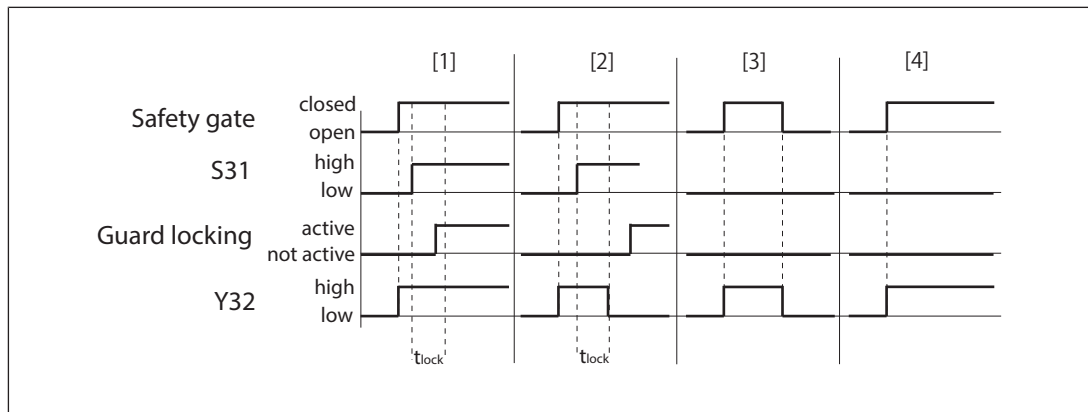 [1] [2] [3] [4]
Safety gate
closed
open
S31
high
low
Guard locking
active
not active
Y32
high
low
tlock tlock